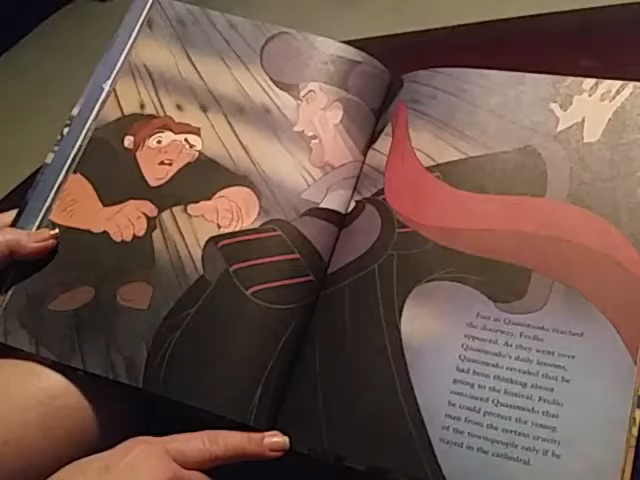 Just as Quasimodo reached
the doorway, Frollo
appeared. As they went over
Quasimodo's daily lessons,
Quasimodo revealed that he
had been thinking about
going to the festival. Frollo
convinced Quasimodo that
he could protect the young
man from the certain cruelty
of the townspeople only if he
stayed in the cathedral.